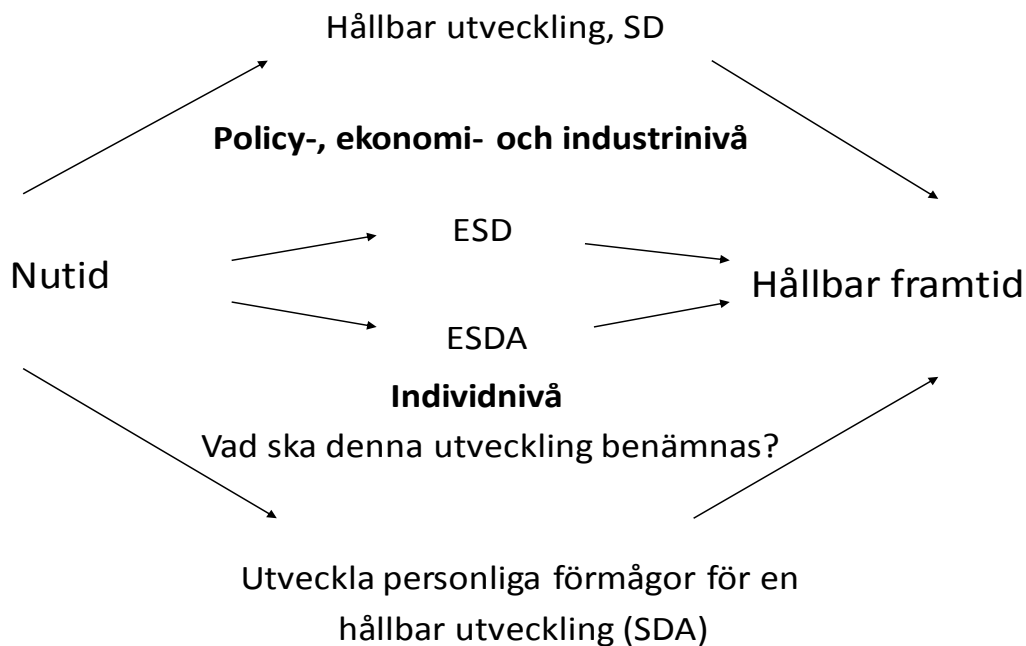 Hållbar utveckling, SD
Policy-, ekonomi- och industrinivå
ESD
Nutid
Hållbar framtid
ESDA
Individnivå
Vad ska denna utveckling benämnas?
Utveckla personliga förmågor för en
hållbar utveckling (SDA)